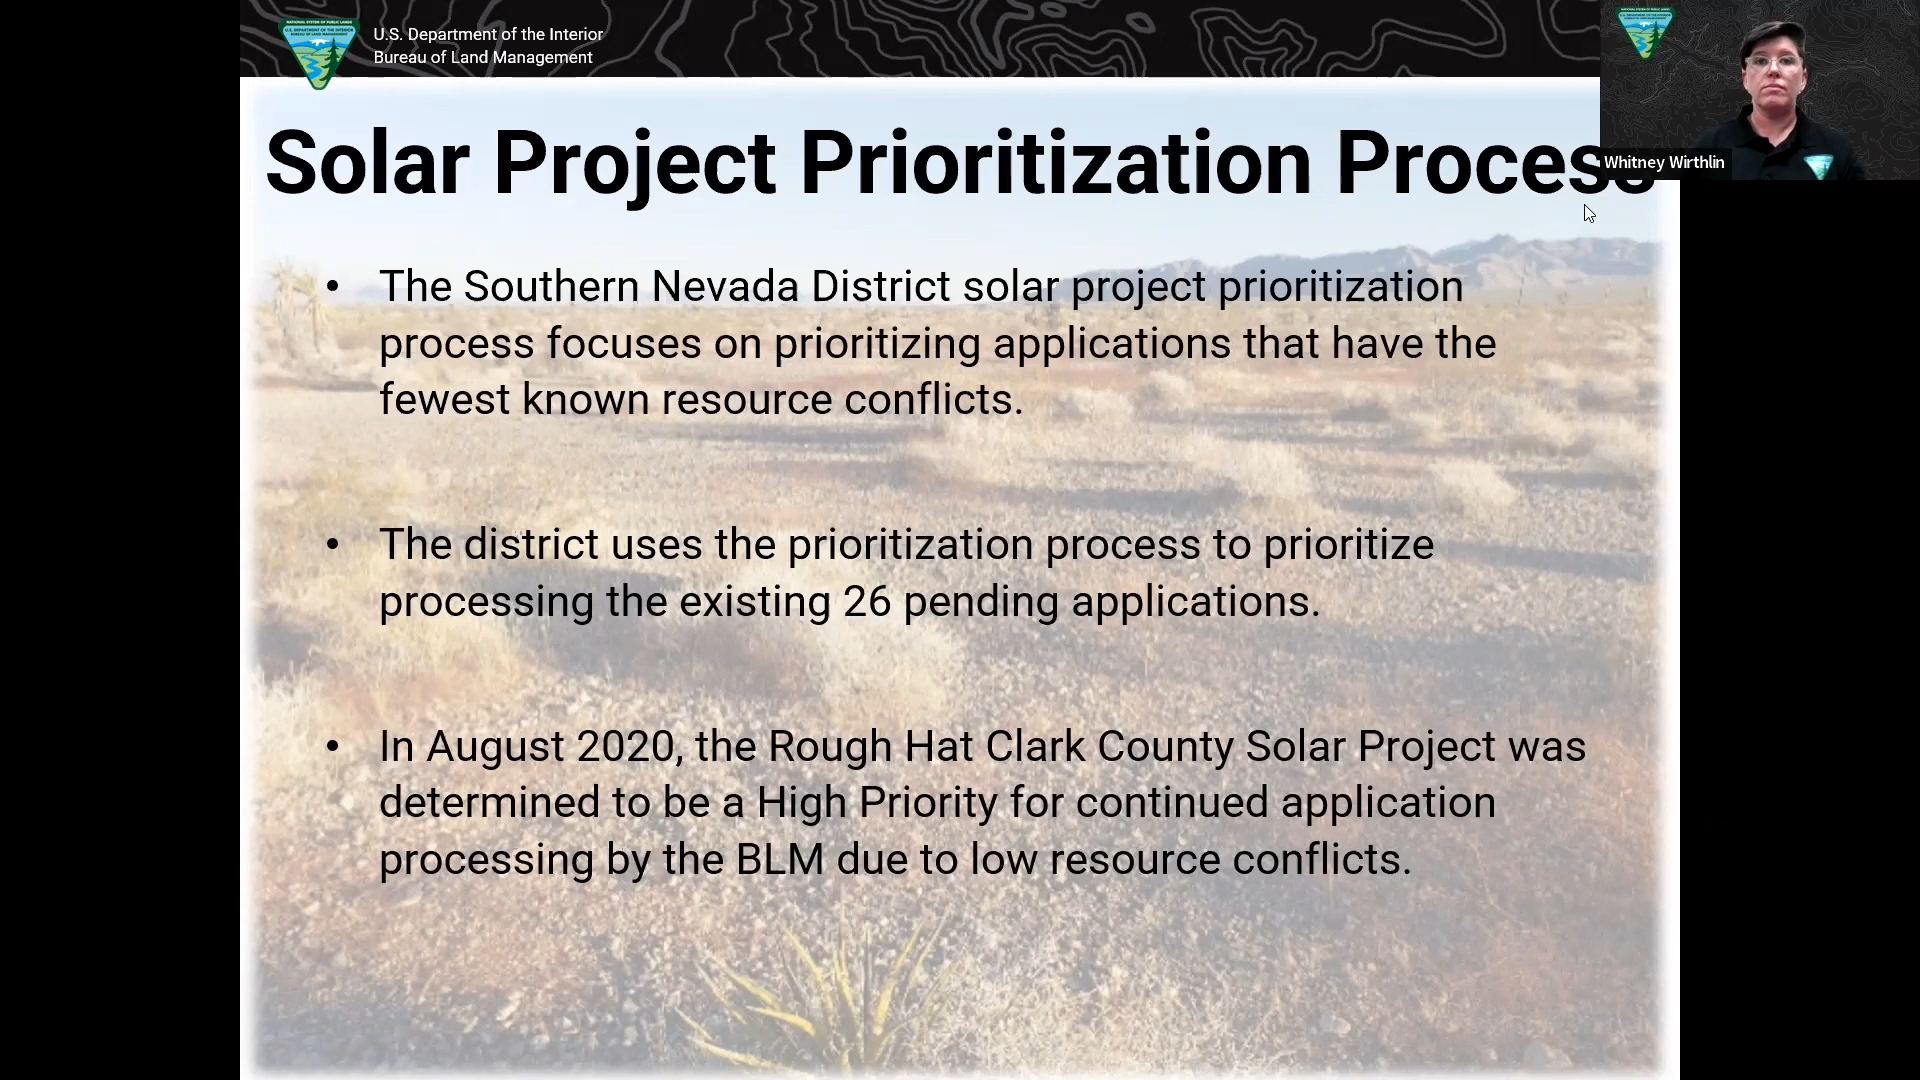 U.S. Department of the Interior
Bureau of Land Management
Solar Project Prioritization Process
Whitney Wirthlin
• The Southern Nevada District solar project prioritization
process focuses on prioritizing applications that have the
fewest known resource conflicts.
• The district uses the prioritization process to prioritize
processing the existing 26 pending applications.
• In August 2020, the Rough Hat Clark County Solar Project was
determined to be a High Priority for continued application
processing by the BLM due to low resource conflicts.